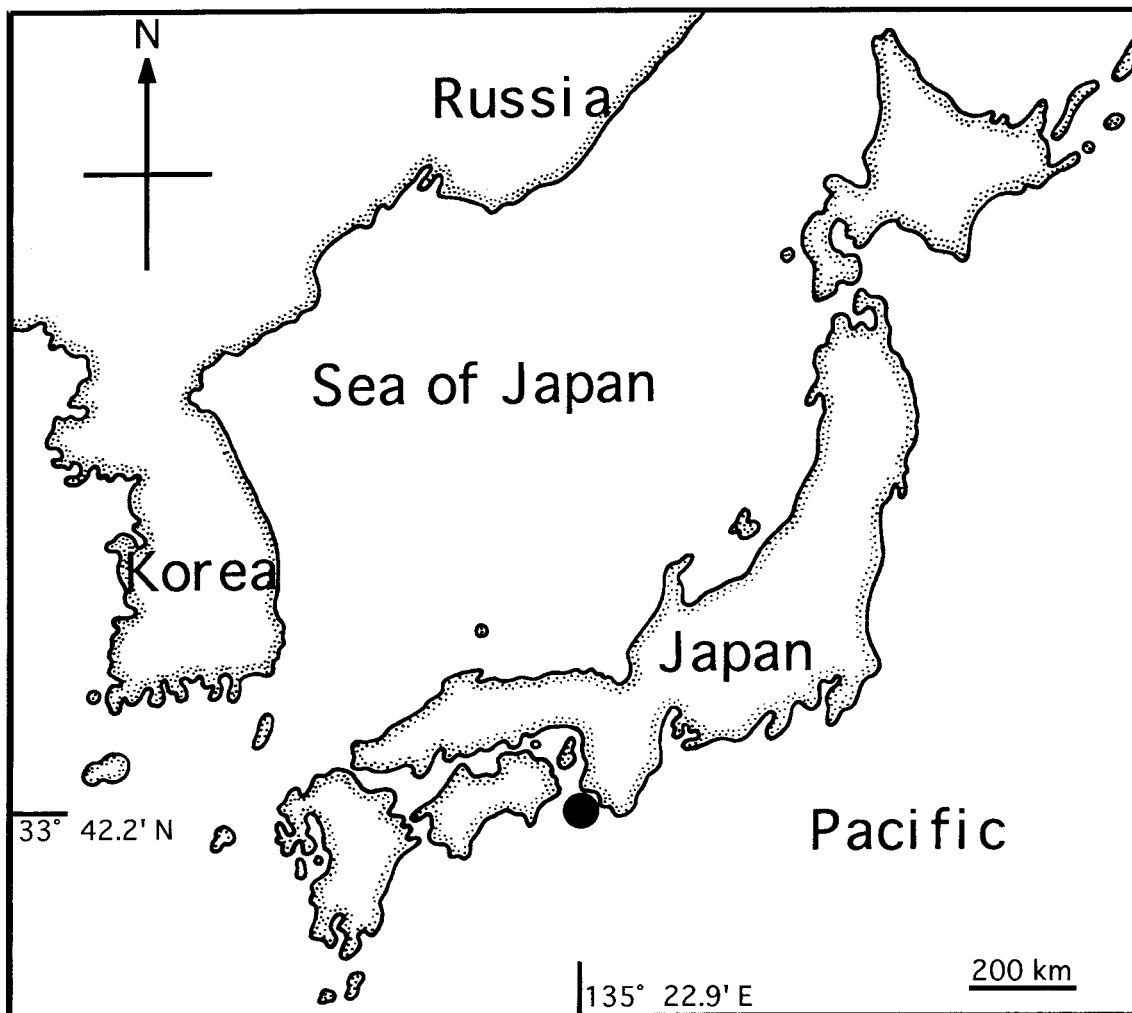 N
Russia
Sea of Japan
Korea
Japan
33° 42.2' N
Pacific
200 km
135° 22.9' E